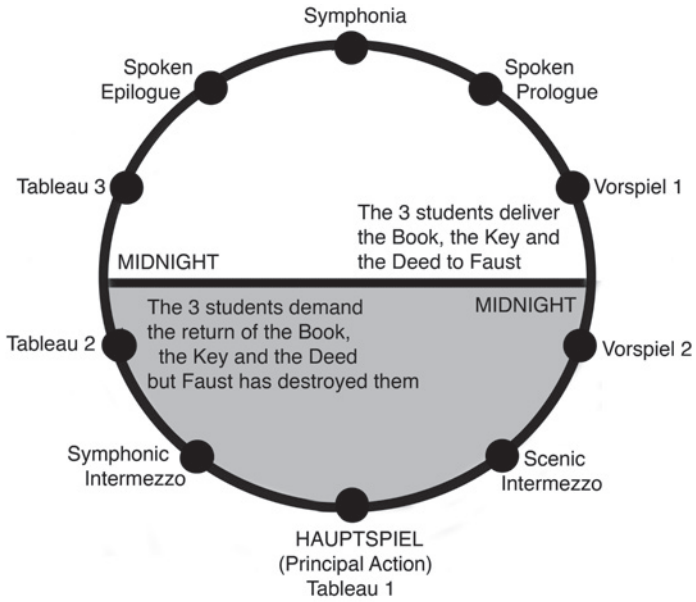 Symphonia
Spoken
Epilogue
Spoken
Prologue
Tableau 3
Vorspiel 1
The 3 students deliver
the Book, the Key and
the Deed to Faust
MIDNIGHT
The 3 students demand
the return of the Book,
the Key and the Deed
but Faust has destroyed them
MIDNIGHT
Tableau 2
Vorspiel 2
Symphonic
Intermezzo
Scenic
Intermezzo
HAUPTSPIEL
(Principal Action)
Tableau 1